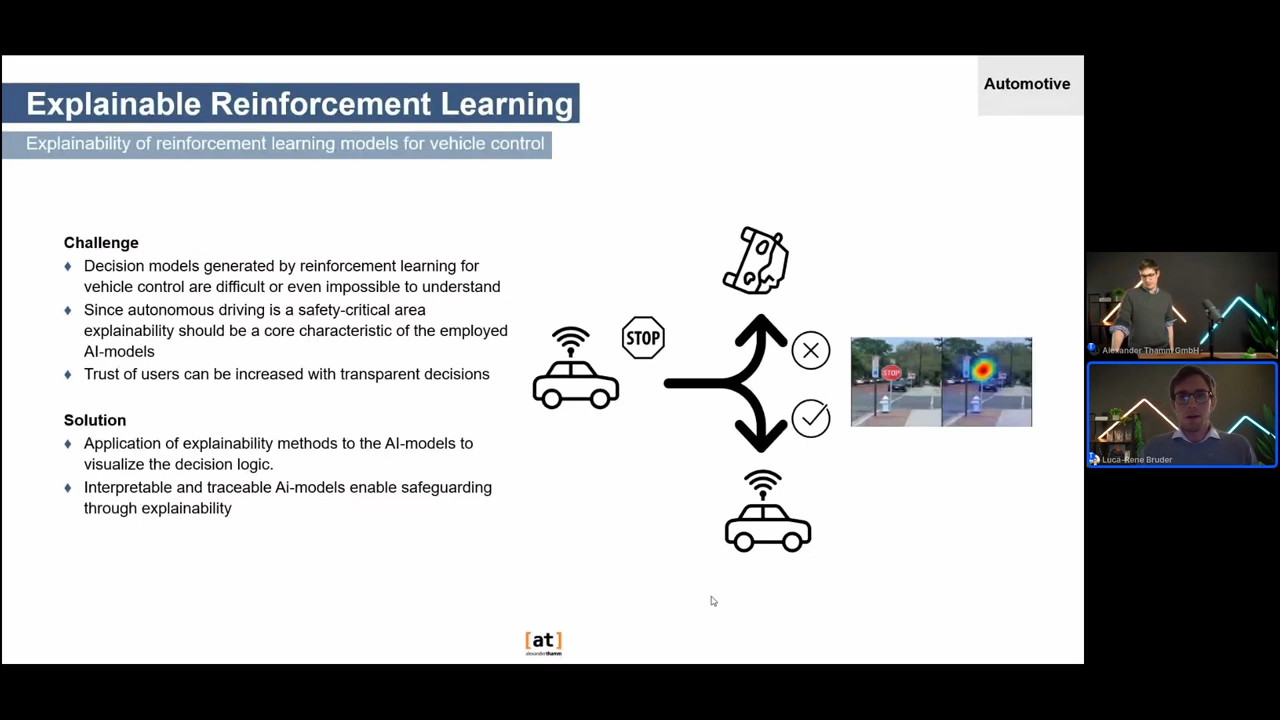 Automotive
Explainable Reinforcement Learning
Explainability of reinforcement learning models for vehicle control
Challenge
Decision models generated by reinforcement learning for
vehicle control are difficult or even impossible to understand
Since autonomous driving is a safety-critical area
explainability should be a core characteristic of the employed
AI-models
Trust of users can be increased with transparent decisions
Solution
Application of explainability methods to the AI-models to
visualize the decision logic.
Interpretable and traceable Ai-models enable safeguarding
through explainability
STOP
STOP
[at]
alexanderthamm
Alexander Thamm GmbH
Luca-Rene Bruder